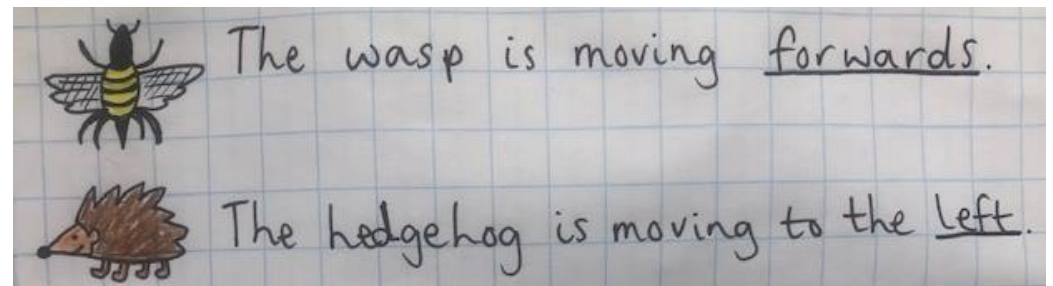 The wasp is moving forwards.
The hedgehog is moving to the left.